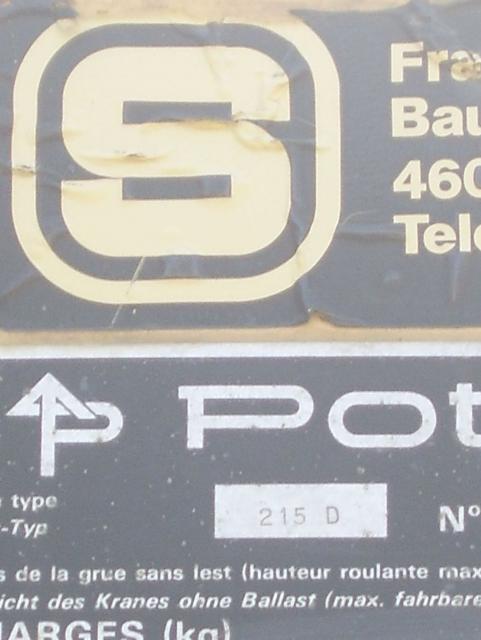 S
Fra
Bau
460
Tele
P Pot
type
-Typ
215 D
N°
s de la grue sans lest (hauteur roulante max
icht des Kranes ohne Ballast (max. fahrbare
HARGES (kg)